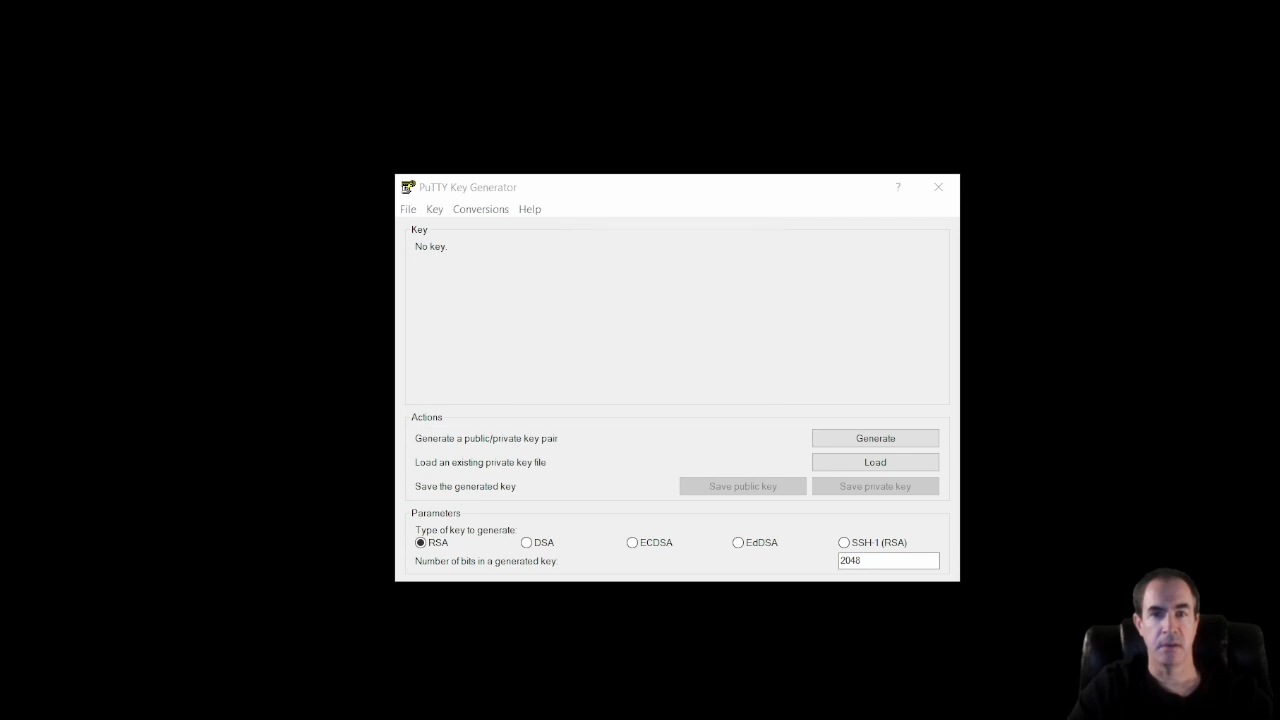 PuTTY Key Generator ?
File Key Conversions Help
Key
No key.
Actions
Generate a public/private key pair Generate
Load an existing private key file Load
Save the generated key Save public key Save private key
Parameters
Type of key to generate:
RSA DSA ECDSA EdDSA SSH-1 (RSA)
Number of bits in a generated key: 2048